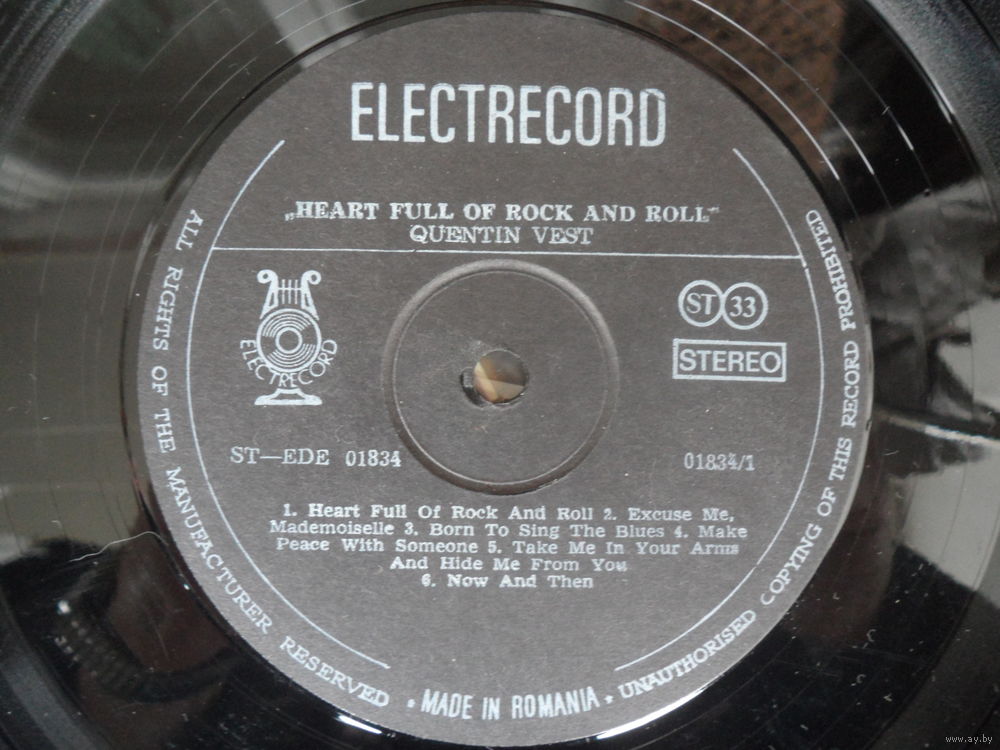 ELECTRECORD
„HEART FULL OF ROCK AND ROLL"
QUENTIN VEST
ELECTRECORD
ST 33
STEREO
ST—EDE 01834
01834/1
1. Heart Full Of Rock And Roll 2. Excuse Me,
Mademoiselle 3. Born To Sing The Blues 4. Make
Peace With Someone 5. Take Me In Your Arms
And Hide Me From You
6. Now And Then
ALL RIGHTS OF THE MANUFACTURER RESERVED
• MADE IN ROMANIA •
UNAUTHORISED COPYING OF THIS RECORD PROHIBITED
www.ay.by